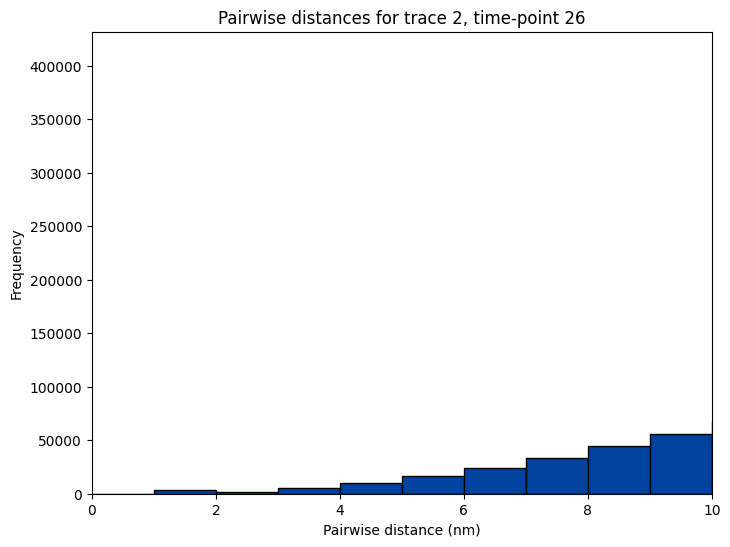 Pairwise distances for trace 2, time-point 26
400000
350000
300000
250000
200000
150000
100000
50000
0
Frequency
0 2 4 6 8 10
Pairwise distance (nm)